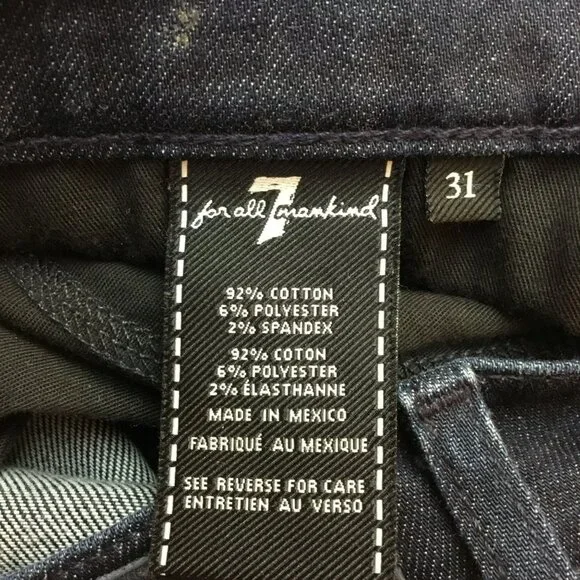 7
for all mankind
31
92% COTTON
6% POLYESTER
2% SPANDEX
92% COTON
6% POLYESTER
2% ÉLASTHANNE
MADE IN MEXICO
FABRIQUÉ AU MEXIQUE
SEE REVERSE FOR CARE
ENTRETIEN AU VERSO